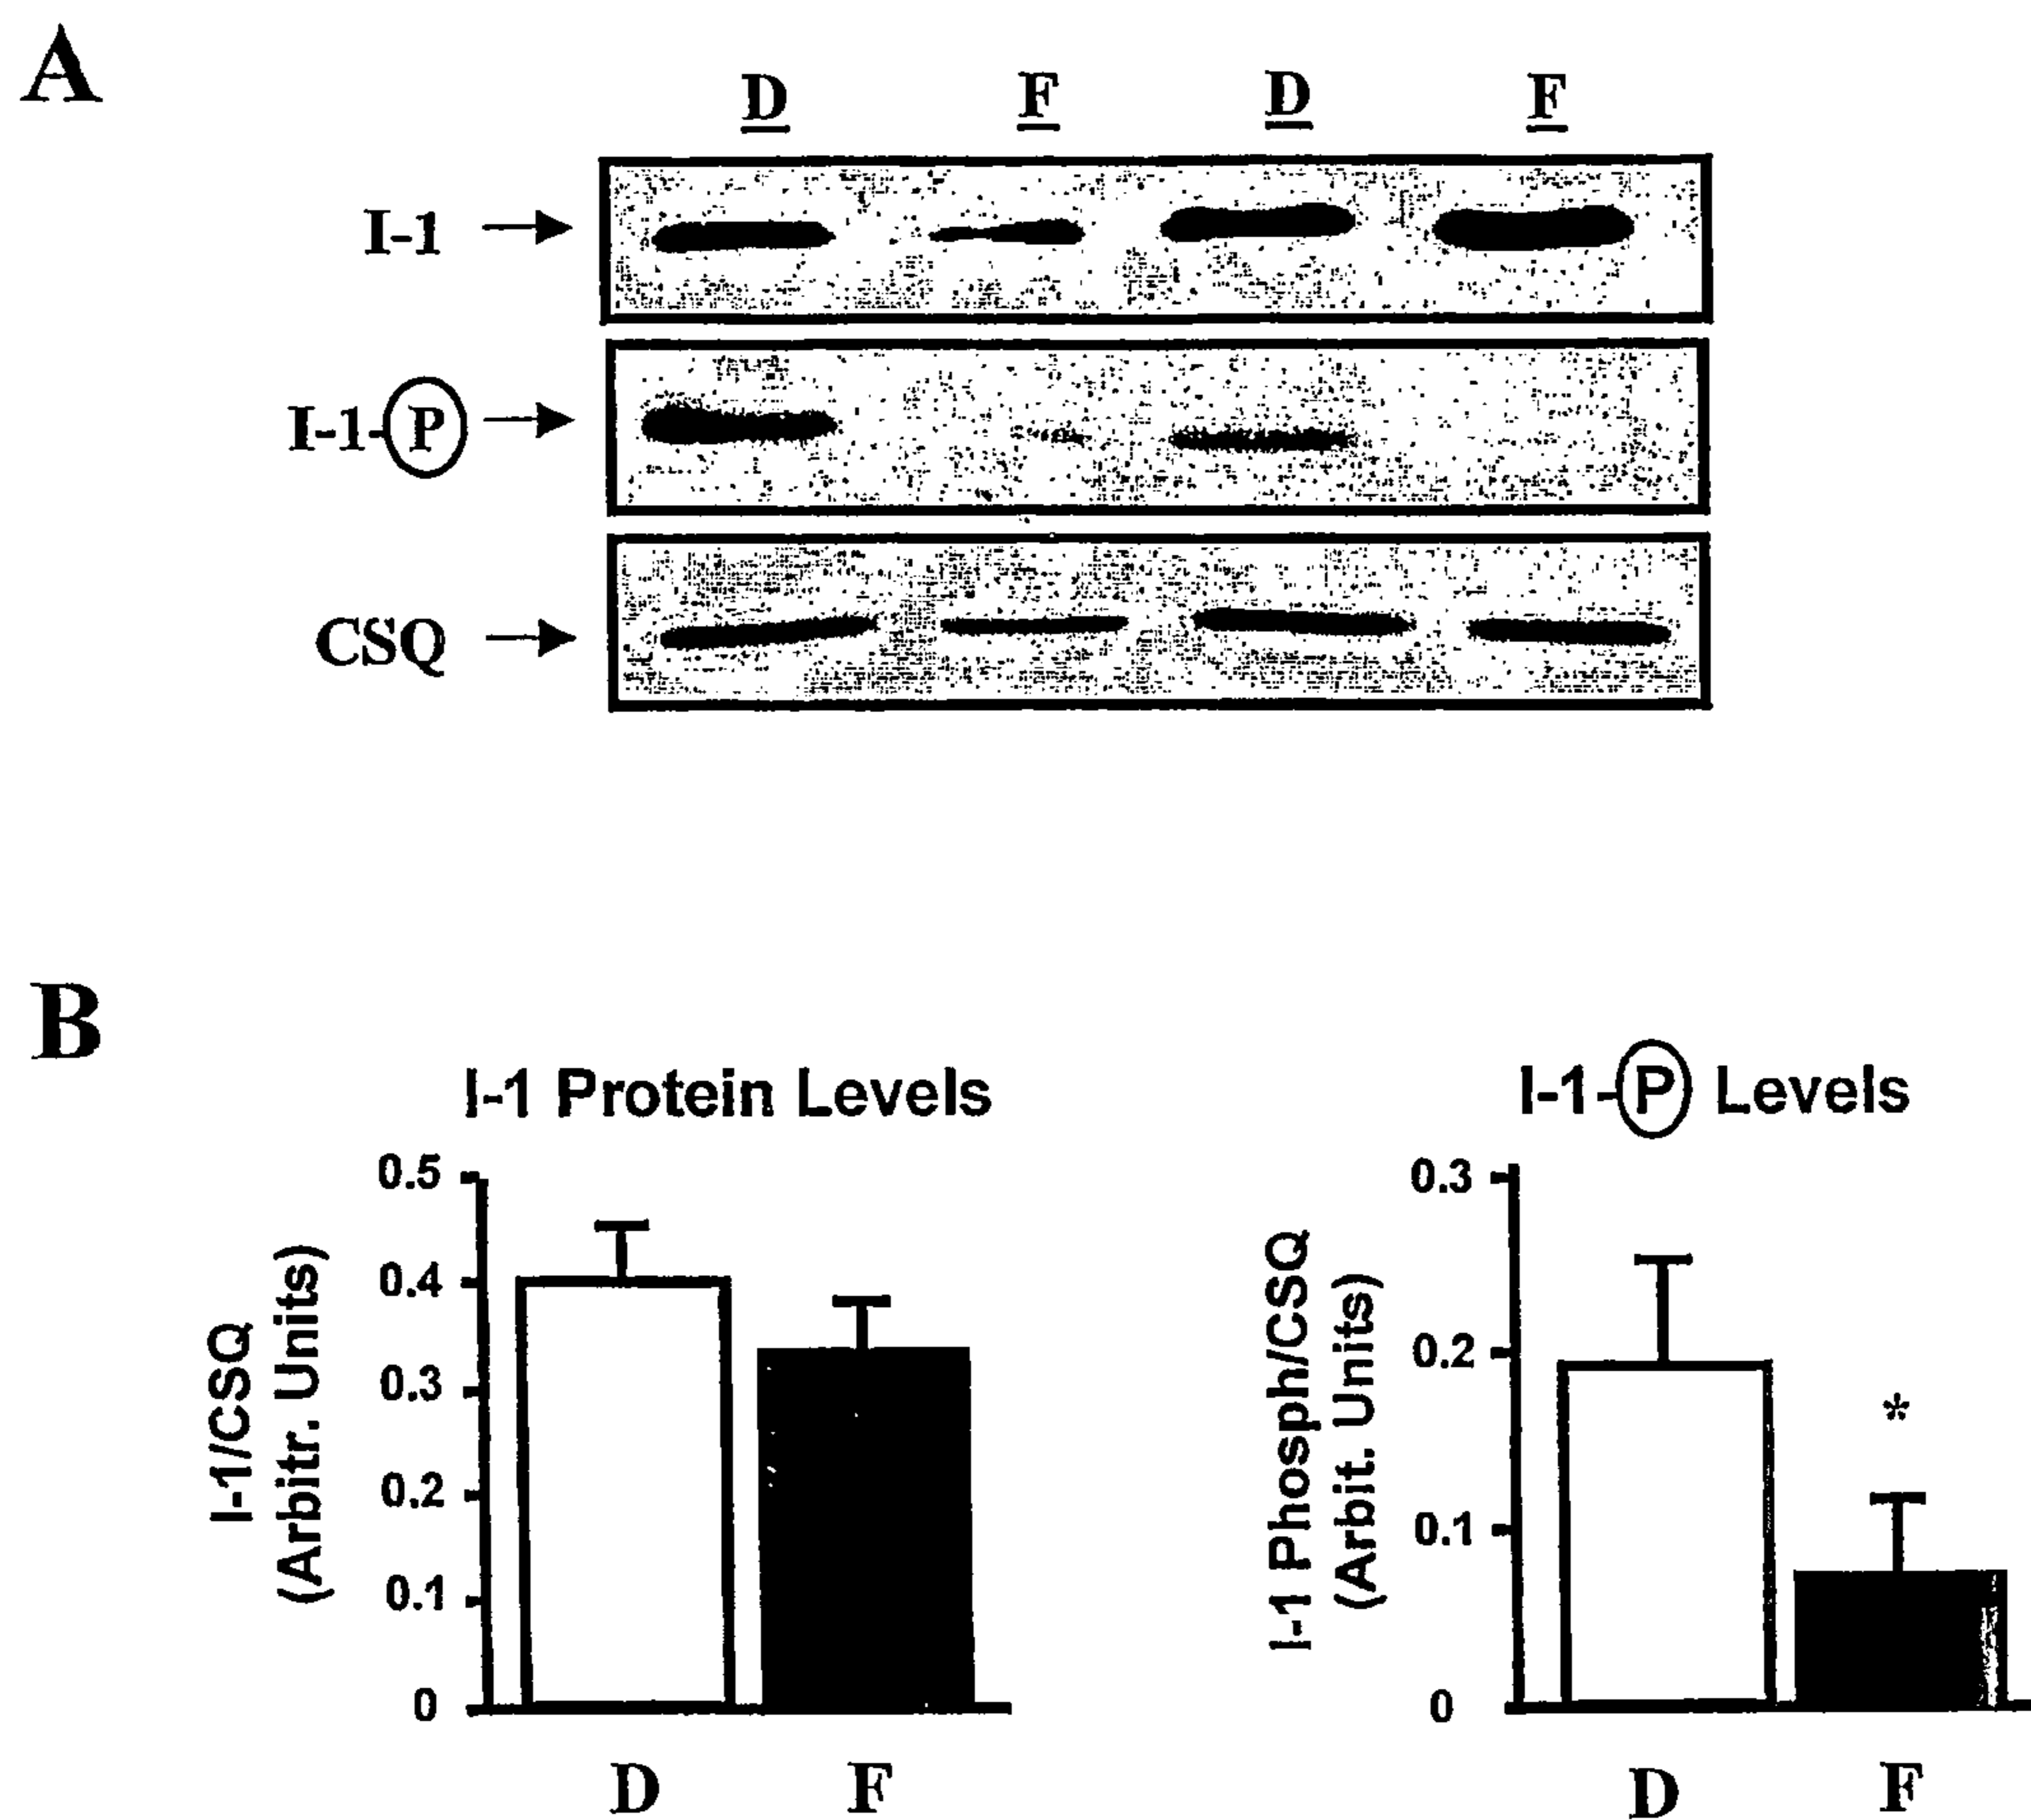 A
D F D F
I-1
I-1-P
CSQ
B
I-1 Protein Levels
I-1/CSQ
(Arbitr. Units)
0.5
0.4
0.3
0.2
0.1
0
D F
I-1-P Levels
I-1 Phosph/CSQ
(Arbit. Units)
0.3
0.2
0.1
0
*
D F